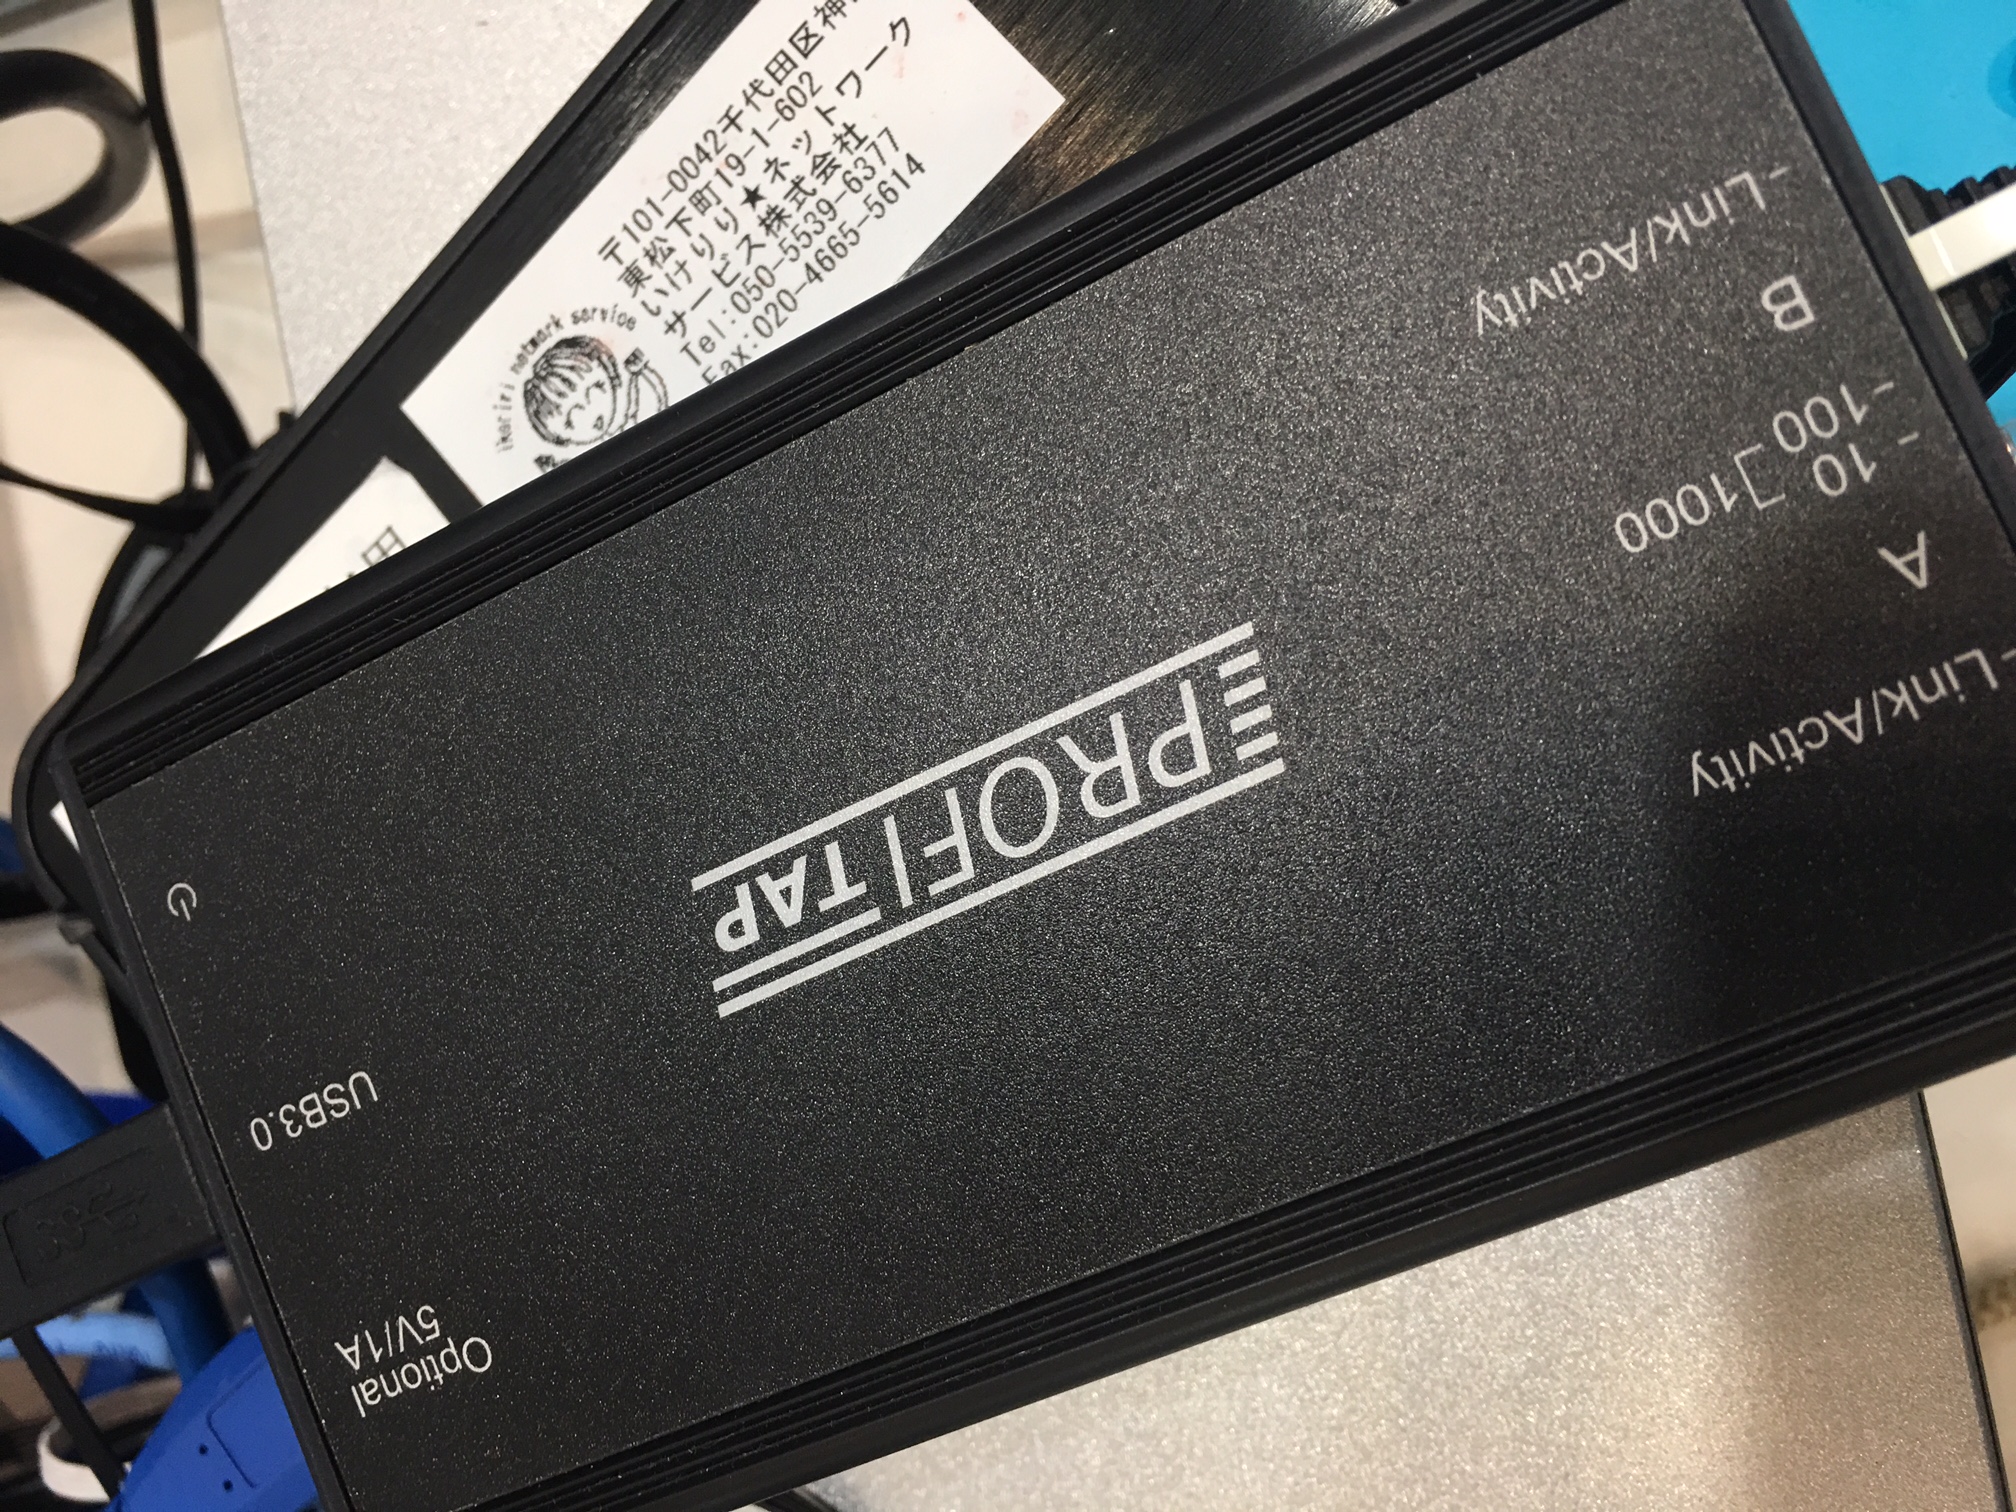 〒101-0042千代田区神
東松下町19-1-602
いけりり★ネットワーク
サービス株式会社
Tel:050-5539-6377
Fax:020-4665-5614
ikeriri network service
田
PROFITAP
Link/Activity
A
10
100
1000
B
Link/Activity
Optional
5V/1A
USB3.0